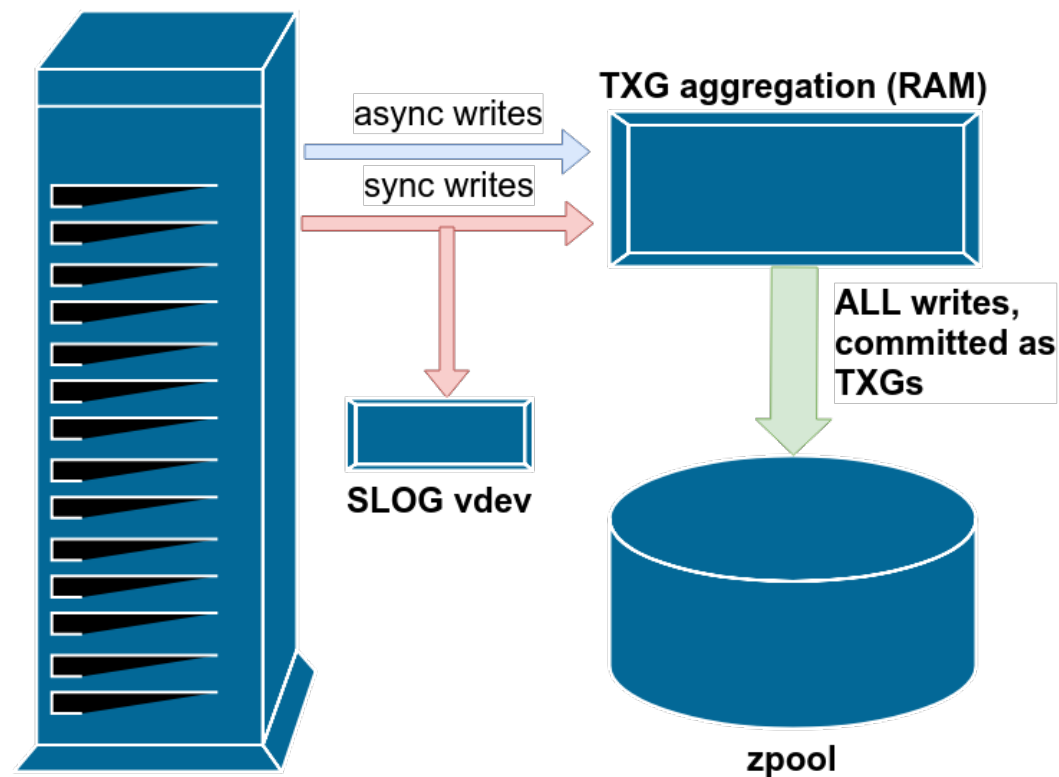 TXG aggregation (RAM)
async writes
sync writes
ALL writes,
committed as
TXGs
SLOG vdev
zpool